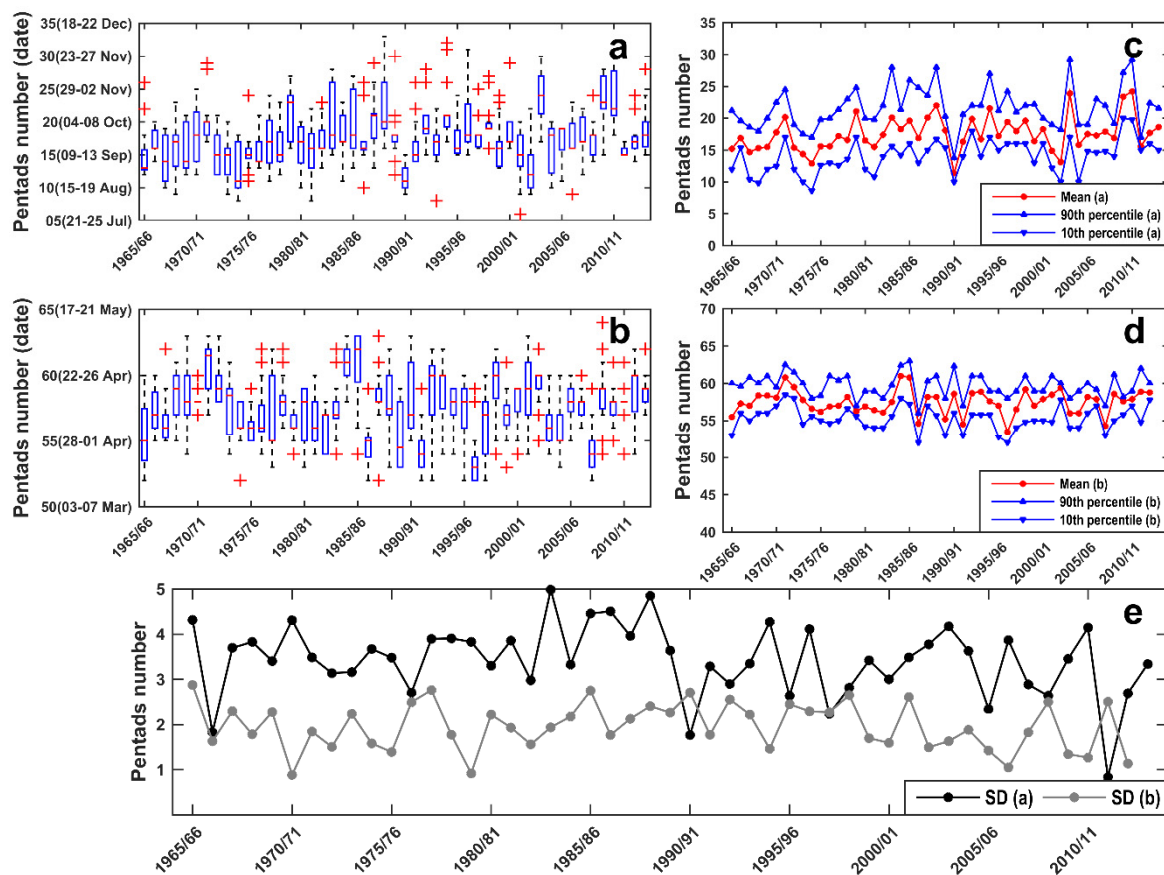 a
Pentads number (date)
35(18-22 Dec)
30(23-27 Nov)
25(29-02 Nov)
20(04-08 Oct)
15(09-13 Sep)
10(15-19 Aug)
05(21-25 Jul)
1965/66
1970/71
1975/76
1980/81
1985/86
1990/91
1995/96
2000/01
2005/06
2010/11
c
Pentads number
35
30
25
20
15
10
5
0
Mean (a)
90th percentile (a)
10th percentile (a)
1965/66
1970/71
1975/76
1980/81
1985/86
1990/91
1995/96
2000/01
2005/06
2010/11
b
Pentads number (date)
65(17-21 May)
60(22-26 Apr)
55(28-01 Apr)
50(03-07 Mar)
1965/66
1970/71
1975/76
1980/81
1985/86
1990/91
1995/96
2000/01
2005/06
2010/11
d
Pentads number
70
65
60
55
50
45
40
Mean (b)
90th percentile (b)
10th percentile (b)
1965/66
1970/71
1975/76
1980/81
1985/86
1990/91
1995/96
2000/01
2005/06
2010/11
e
Pentads number
5
4
3
2
1
SD (a) SD (b)
1965/66
1970/71
1975/76
1980/81
1985/86
1990/91
1995/96
2000/01
2005/06
2010/11